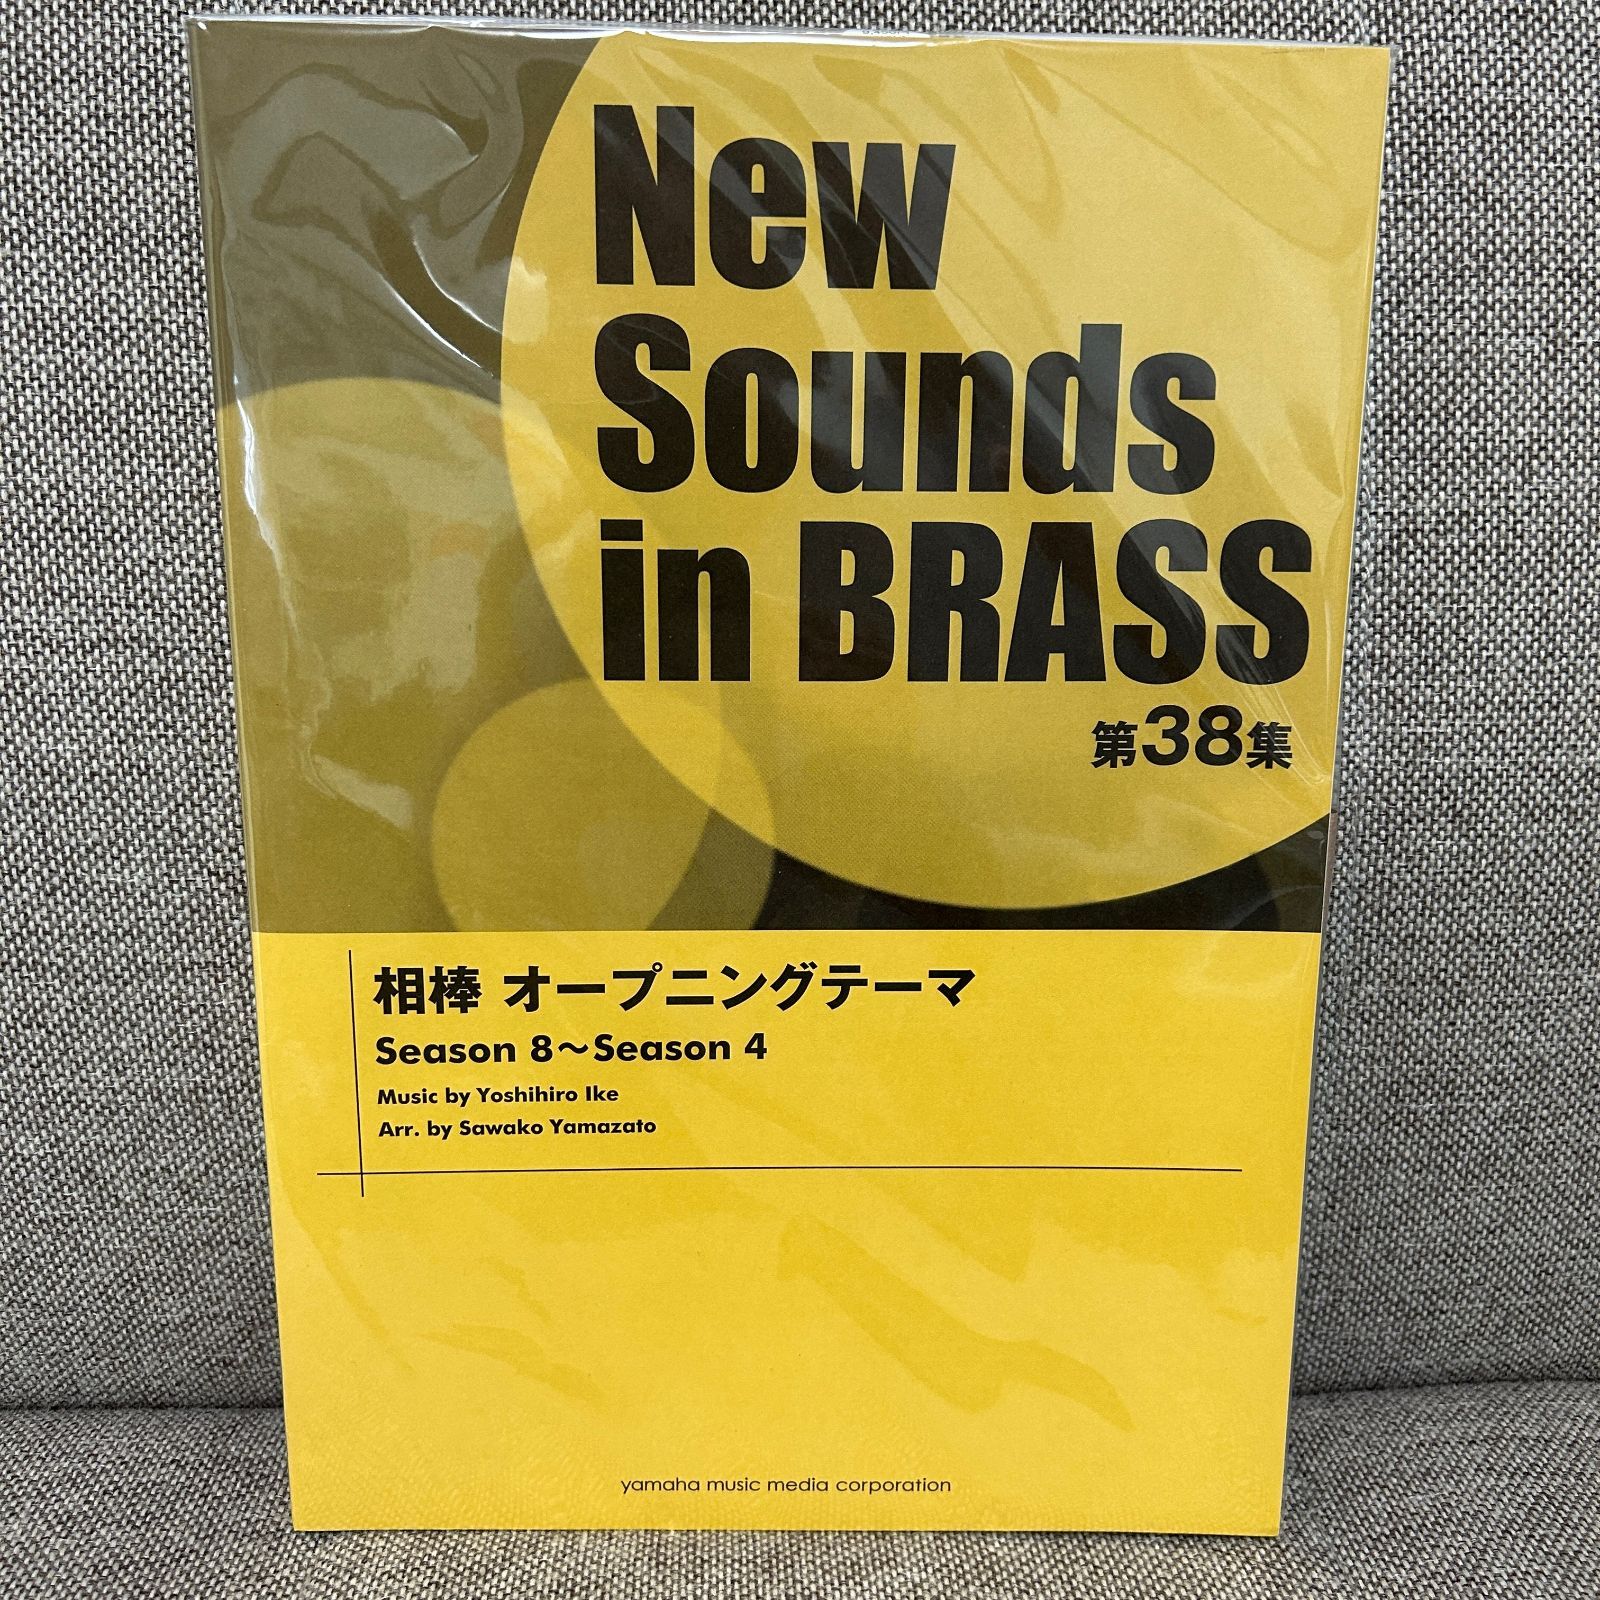 New
Sounds
in BRASS
第38集
相棒 オープニングテーマ
Season 8〜Season 4
Music by Yoshihiro Ike
Arr. by Sawako Yamazato
yamaha music media corporation